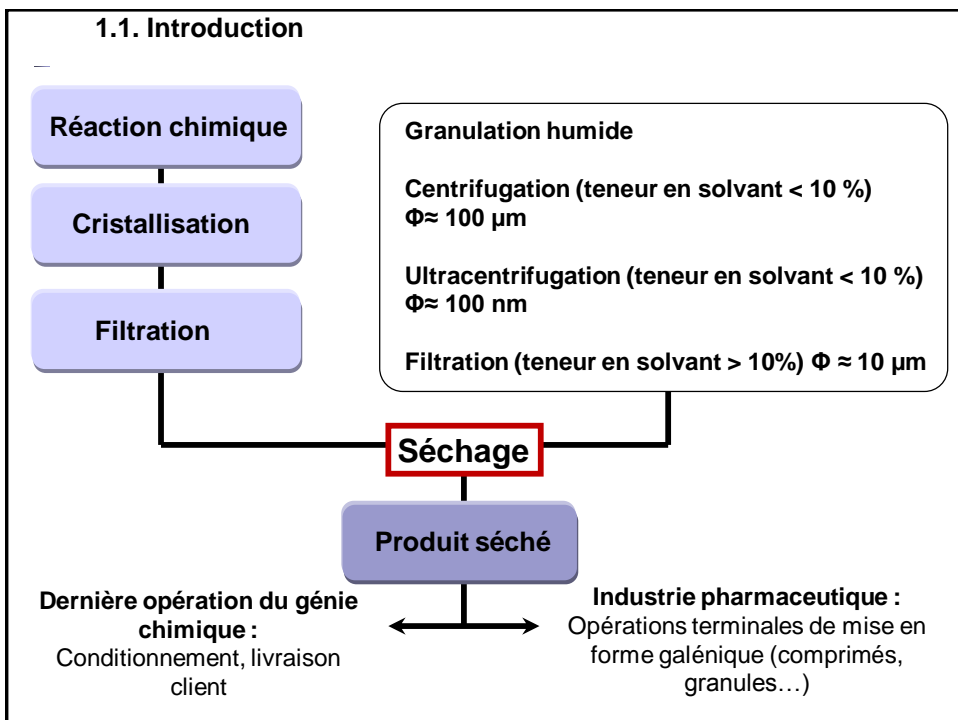 1.1. Introduction
Réaction chimique
Cristallisation
Filtration
Granulation humide
Centrifugation (teneur en solvant < 10 %)
Φ≈ 100 µm
Ultracentrifugation (teneur en solvant < 10 %)
Φ≈ 100 nm
Filtration (teneur en solvant > 10%) Φ ≈ 10 µm
Séchage
Produit séché
Dernière opération du génie
chimique :
Conditionnement, livraison
client
Industrie pharmaceutique :
Opérations terminales de mise en
forme galénique (comprimés,
granules…)